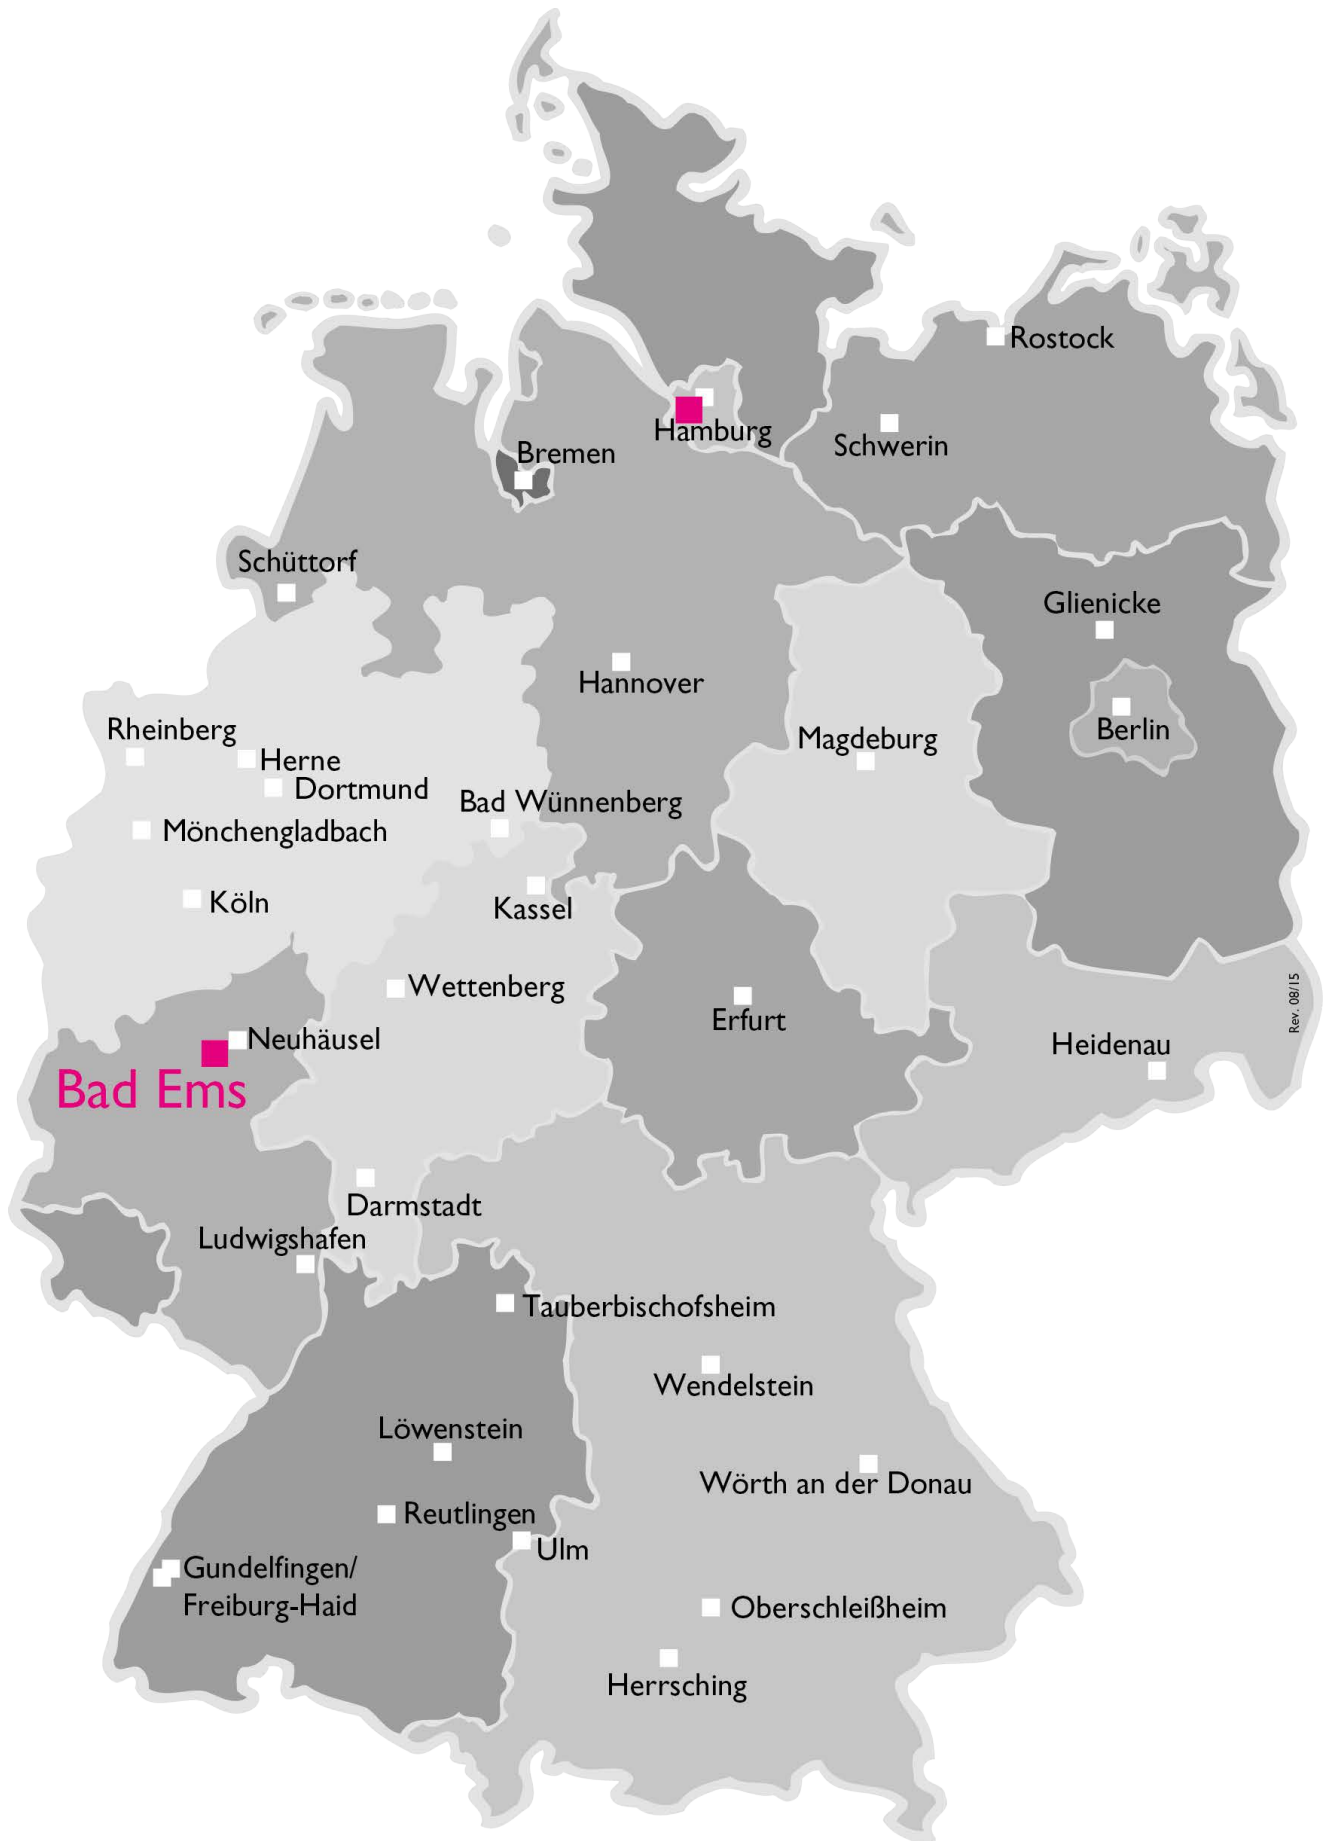 Rostock
Hamburg
Schwerin
Bremen
Schüttorf
Glienicke
Hannover
Berlin
Rheinberg
Magdeburg
Herne
Dortmund
Bad Wünnenberg
Mönchengladbach
Köln
Kassel
Wettenberg
Rev. 08/15
Erfurt
Neuhäusel
Heidenau
Bad Ems
Darmstadt
Ludwigshafen
Tauberbischofsheim
Wendelstein
Löwenstein
Wörth an der Donau
Reutlingen
Ulm
Gundelfingen/
Freiburg-Haid
Oberschleißheim
Herrsching